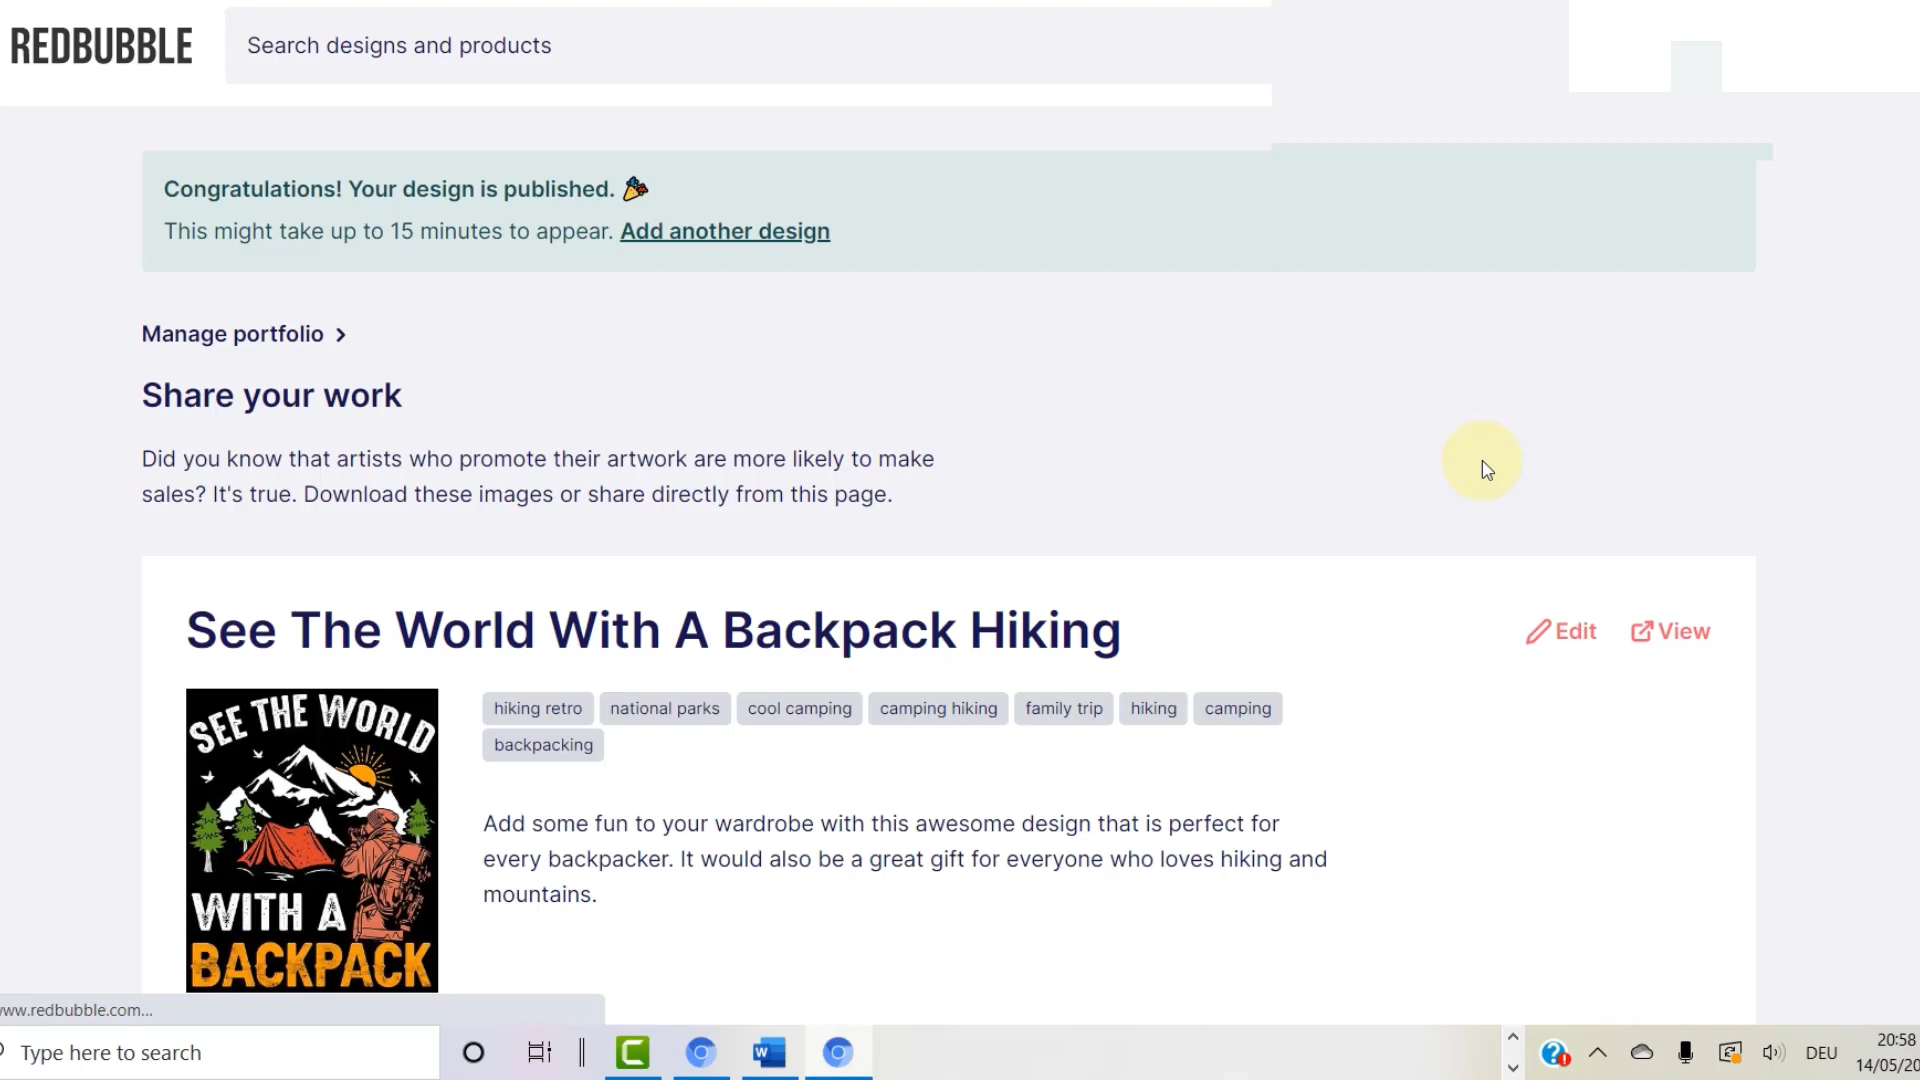 REDBUBBLE
Search designs and products
Congratulations! Your design is published. 🎉
This might take up to 15 minutes to appear. Add another design
Manage portfolio
Share your work
Did you know that artists who promote their artwork are more likely to make
sales? It's true. Download these images or share directly from this page.
See The World With A Backpack Hiking
Edit View
SEE THE WORLD
WITH A
BACKPACK
hiking retro national parks cool camping camping hiking family trip hiking camping
backpacking
Add some fun to your wardrobe with this awesome design that is perfect for
every backpacker. It would also be a great gift for everyone who loves hiking and
mountains.
www.redbubble.com...
Type here to search
DEU
20:58
14/05/20